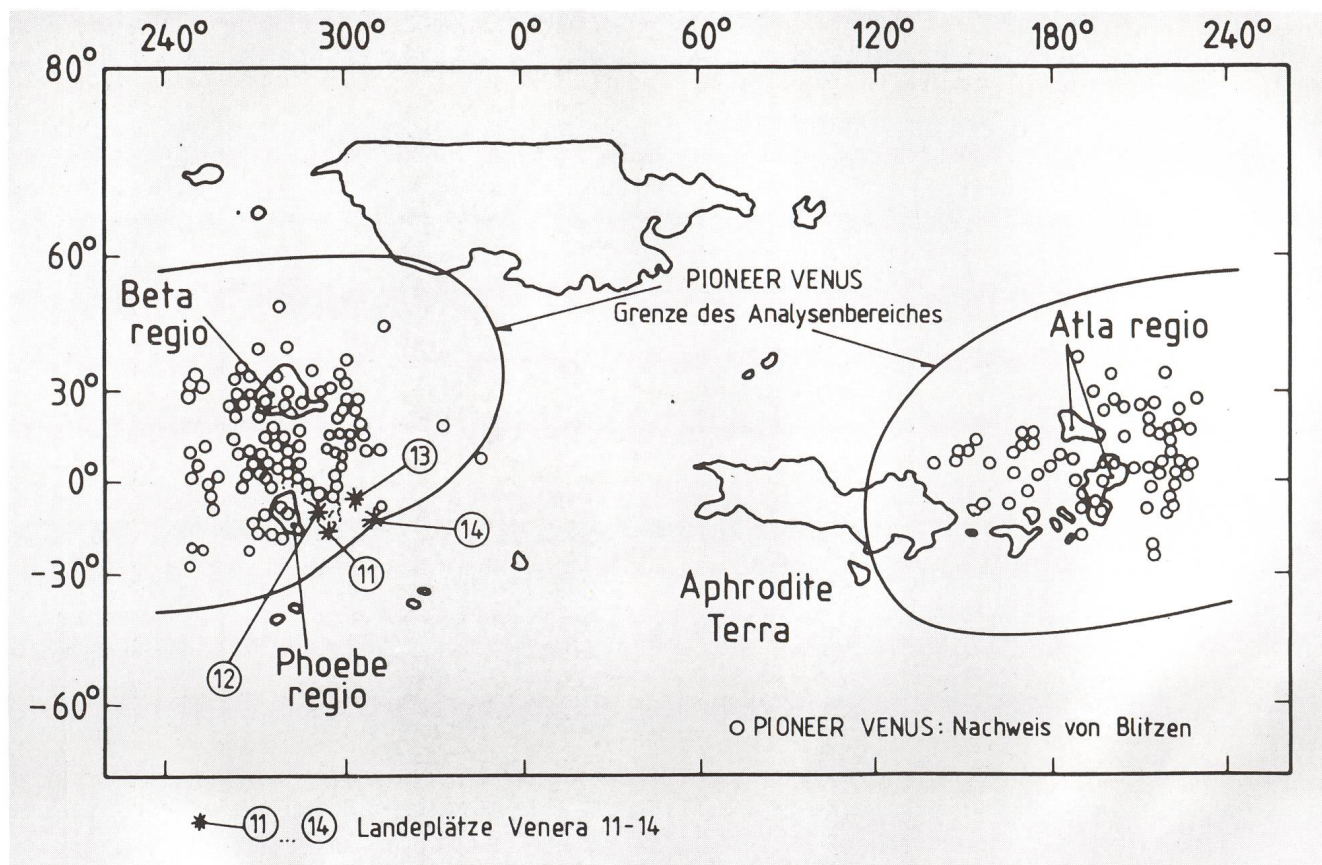 240° 300° 0° 60° 120° 180° 240°
80°
60°
30°
0°
-30°
-60°
Beta
regio
PIONEER VENUS
Grenze des Analysenbereiches
Atla regio
13
14
11
12
Phoebe
regio
Aphrodite
Terra
PIONEER VENUS: Nachweis von Blitzen
11 ... 14 Landeplätze Venera 11-14